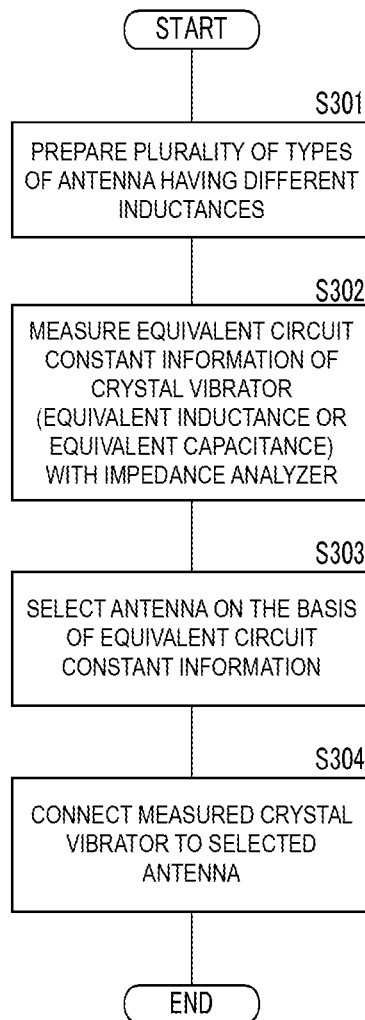 START
S301
PREPARE PLURALITY OF TYPES
OF ANTENNA HAVING DIFFERENT
INDUCTANCES
S302
MEASURE EQUIVALENT CIRCUIT
CONSTANT INFORMATION OF
CRYSTAL VIBRATOR
(EQUIVALENT INDUCTANCE OR
EQUIVALENT CAPACITANCE)
WITH IMPEDANCE ANALYZER
S303
SELECT ANTENNA ON THE BASIS
OF EQUIVALENT CIRCUIT
CONSTANT INFORMATION
S304
CONNECT MEASURED CRYSTAL
VIBRATOR TO SELECTED
ANTENNA
END